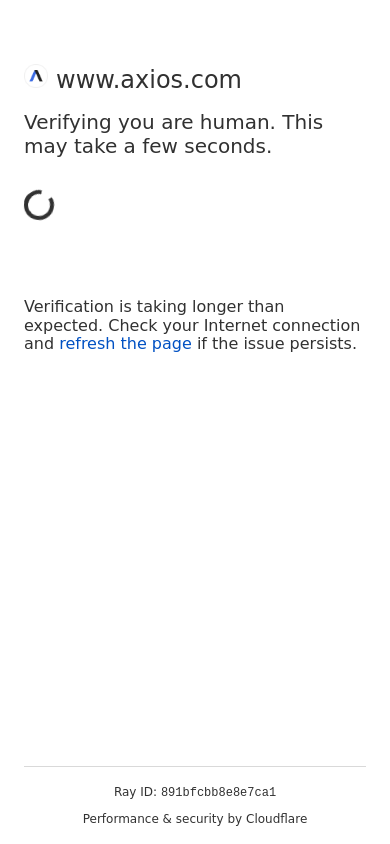 www.axios.com
Verifying you are human. This
may take a few seconds.
Verification is taking longer than
expected. Check your Internet connection
and refresh the page if the issue persists.
Ray ID: 891bfcbb8e8e7ca1
Performance & security by Cloudflare